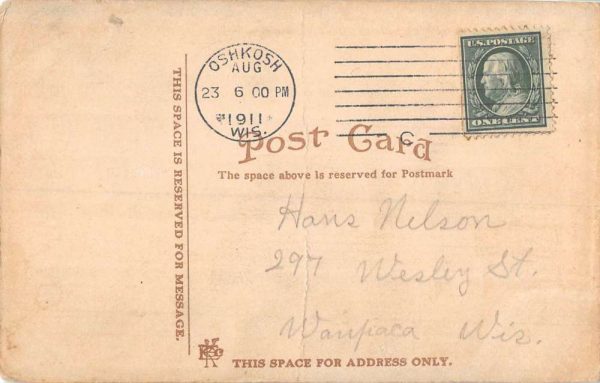 OSHKOSH
AUG
23 6 00 PM
1911
WIS.
U.S. POSTAGE
ONE CENT
Post Card
The space above is reserved for Postmark
THIS SPACE IS RESERVED FOR MESSAGE.
Hans Nelson
297 Wesley St.
Waupaca Wis.
THIS SPACE FOR ADDRESS ONLY.